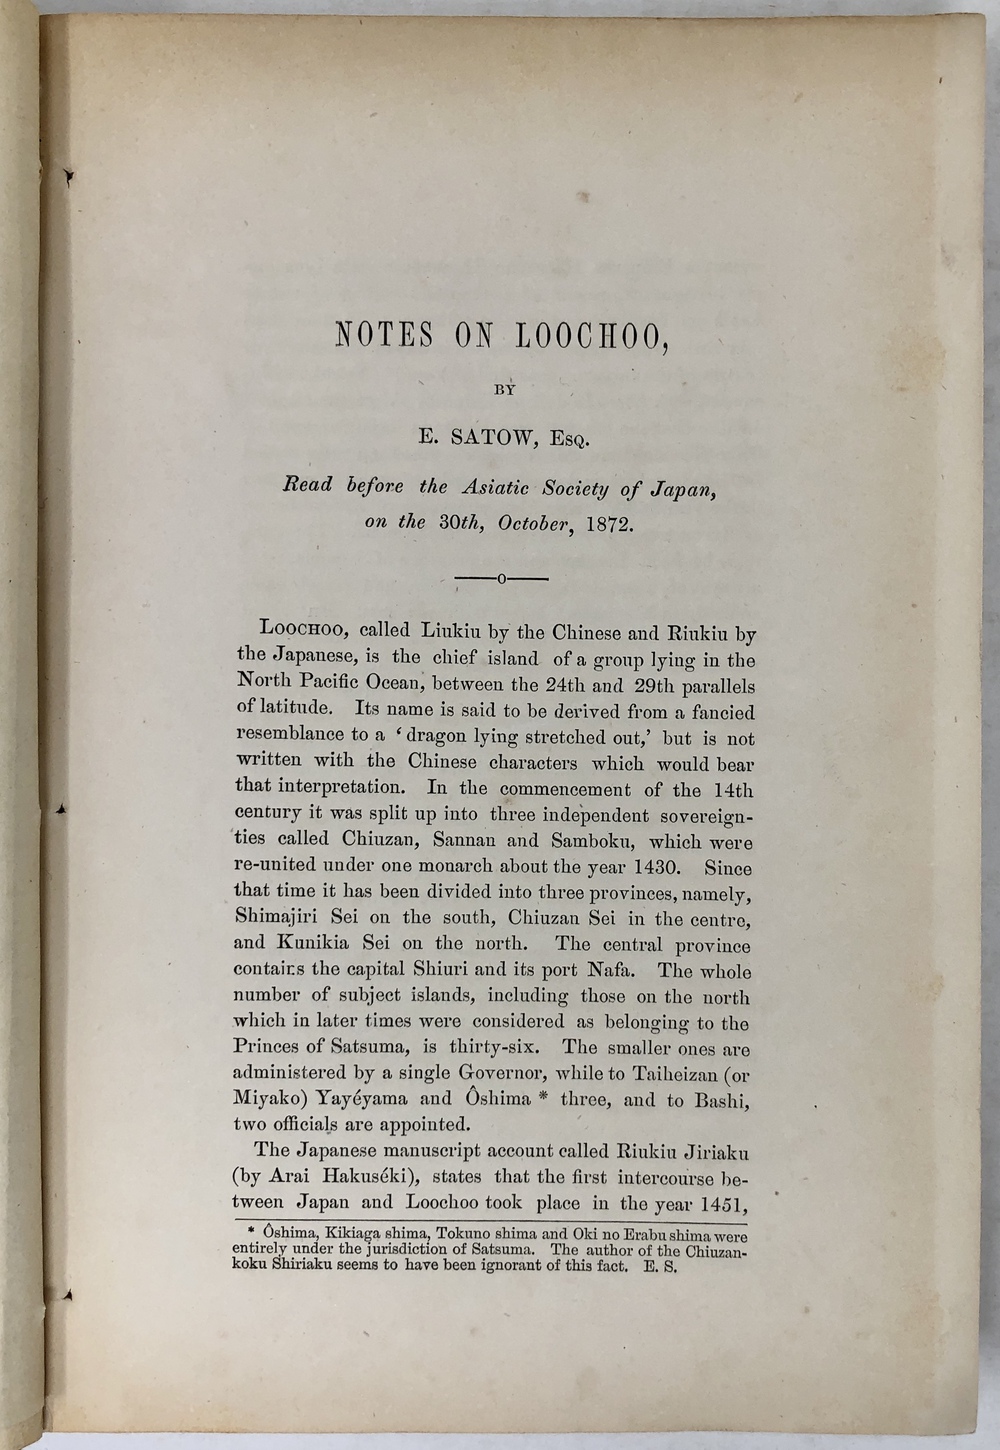 NOTES ON LOOCHOO,
BY
E. SATOW, Esq.
Read before the Asiatic Society of Japan,
on the 30th, October, 1872.
Loochoo, called Liukiu by the Chinese and Riukiu by
the Japanese, is the chief island of a group lying in the
North Pacific Ocean, between the 24th and 29th parallels
of latitude. Its name is said to be derived from a fancied
resemblance to a ‘dragon lying stretched out,’ but is not
written with the Chinese characters which would bear
that interpretation. In the commencement of the 14th
century it was split up into three independent sovereign-
ties called Chiuzan, Sannan and Samboku, which were
re-united under one monarch about the year 1430. Since
that time it has been divided into three provinces, namely,
Shimajiri Sei on the south, Chiuzan Sei in the centre,
and Kunikia Sei on the north. The central province
contains the capital Shiuri and its port Nafa. The whole
number of subject islands, including those on the north
which in later times were considered as belonging to the
Princes of Satsuma, is thirty-six. The smaller ones are
administered by a single Governor, while to Taiheizan (or
Miyako) Yayéyama and Ôshima * three, and to Bashi,
two officials are appointed.
The Japanese manuscript account called Riukiu Jiriaku
(by Arai Hakuséki), states that the first intercourse be-
tween Japan and Loochoo took place in the year 1451,
* Ôshima, Kikiaga shima, Tokuno shima and Oki no Erabu shima were
entirely under the jurisdiction of Satsuma. The author of the Chiuzan-
koku Shiriaku seems to have been ignorant of this fact. E. S.